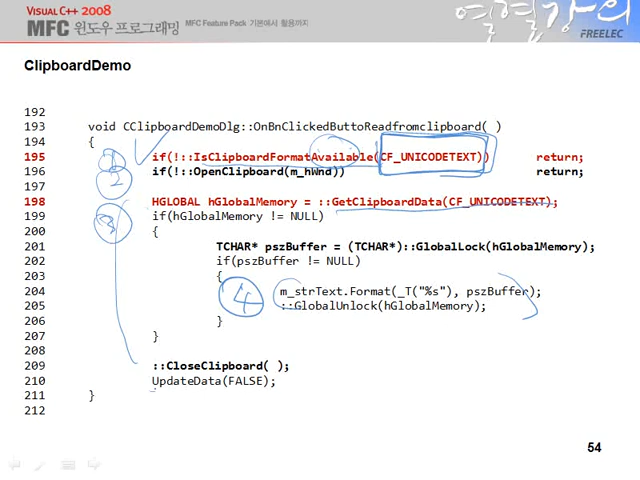 VISUAL C++ 2008
MFC 윈도우 프로그래밍 MFC Feature Pack 기본에서 활용까지
열혈강의
FREELEC
ClipboardDemo
192
193 void CClipboardDemoDlg::OnBnClickedButtoReadfromclipboard( )
194 {
195 if(!::IsClipboardFormatAvailable(CF_UNICODETEXT)) return;
196 if(!::OpenClipboard(m_hWnd)) return;
197
198 HGLOBAL hGlobalMemory = ::GetClipboardData(CF_UNICODETEXT);
199 if(hGlobalMemory != NULL)
200 {
201 TCHAR* pszBuffer = (TCHAR*)::GlobalLock(hGlobalMemory);
202 if(pszBuffer != NULL)
203 {
204 m_strText.Format(_T("%s"), pszBuffer);
205 ::GlobalUnlock(hGlobalMemory);
206 }
207 }
208
209 ::CloseClipboard( );
210 UpdateData(FALSE);
211 }
212
1
2
3
4
54